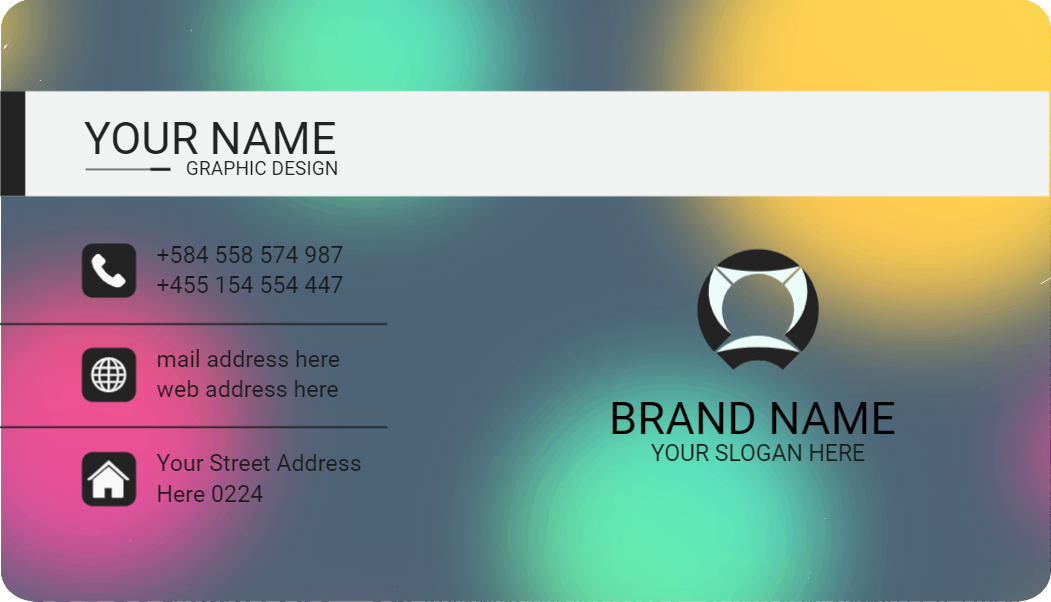 YOUR NAME
GRAPHIC DESIGN
+584 558 574 987
+455 154 554 447
mail address here
web address here
Your Street Address
Here 0224
BRAND NAME
YOUR SLOGAN HERE